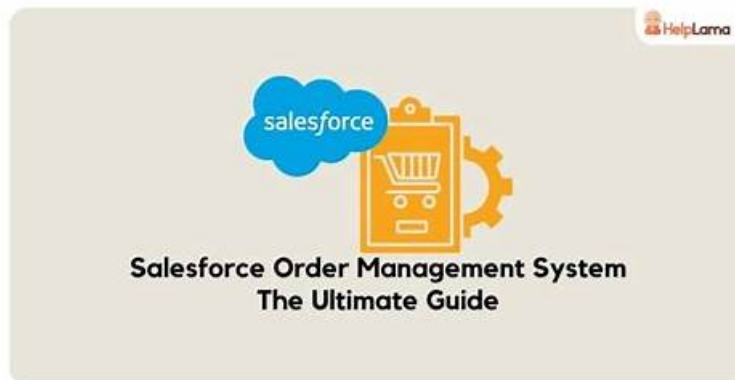 HelpLama
salesforce
Salesforce Order Management System
The Ultimate Guide